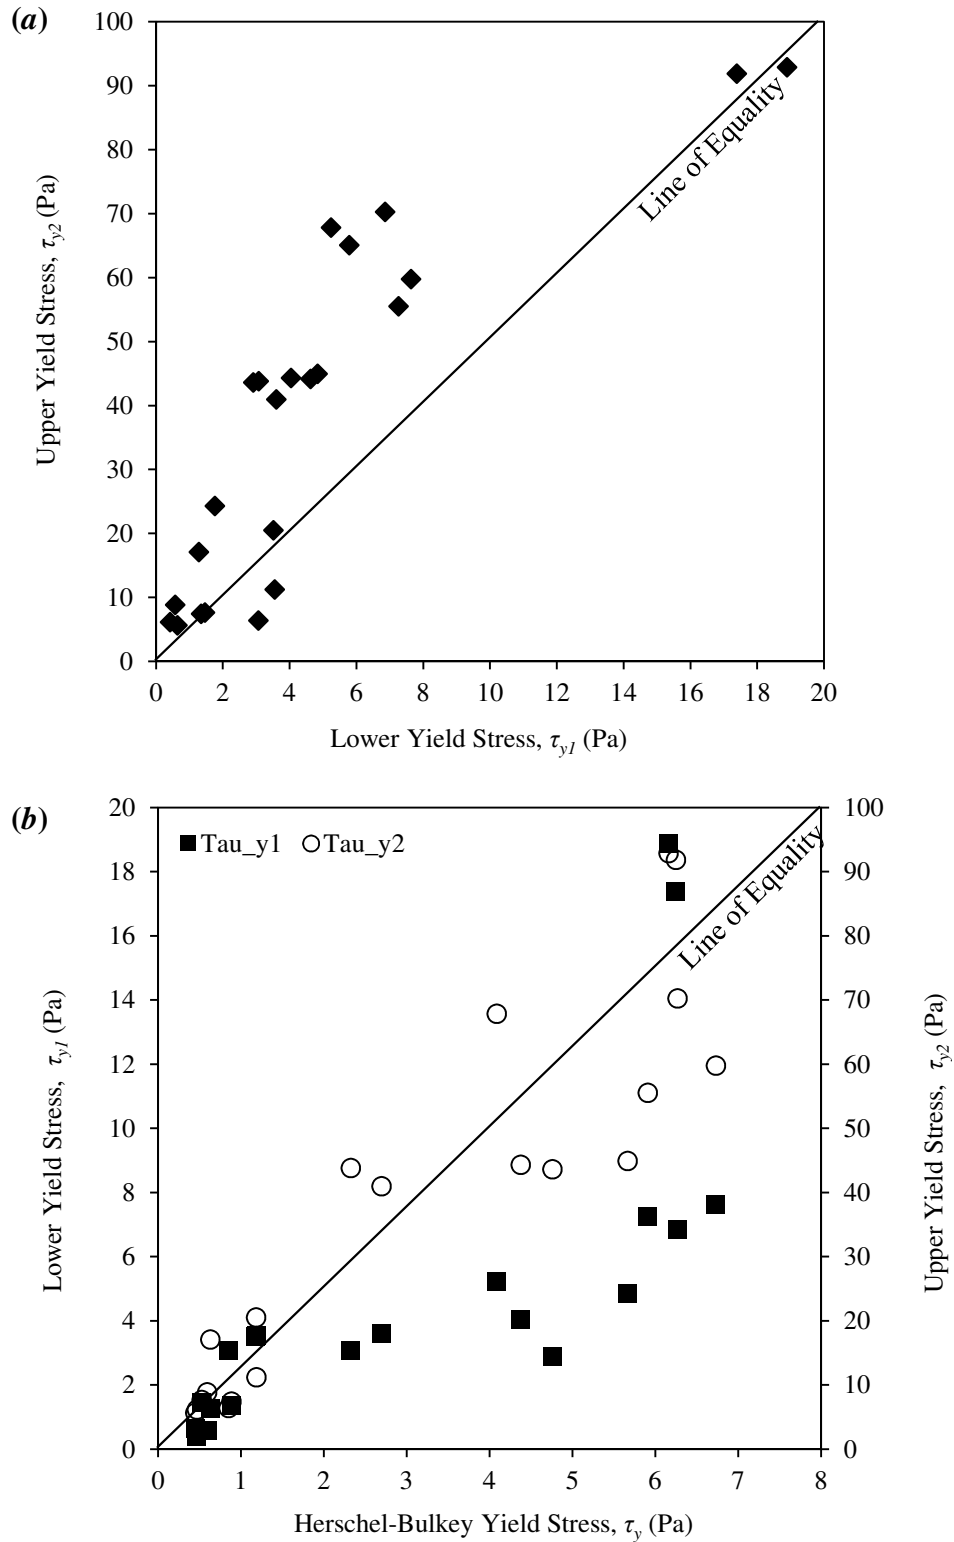 (a)
100
90
80
70
60
50
40
30
20
10
0
Upper Yield Stress, τy2 (Pa)
Line of Equality
0 2 4 6 8 10 12 14 16 18 20
Lower Yield Stress, τy1 (Pa)
(b)
20
18
16
14
12
10
8
6
4
2
0
Lower Yield Stress, τy1 (Pa)
Tau_y1 Tau_y2
Line of Equality
100
90
80
70
60
50
40
30
20
10
0
Upper Yield Stress, τy2 (Pa)
0 1 2 3 4 5 6 7 8
Herschel-Bulkey Yield Stress, τy (Pa)